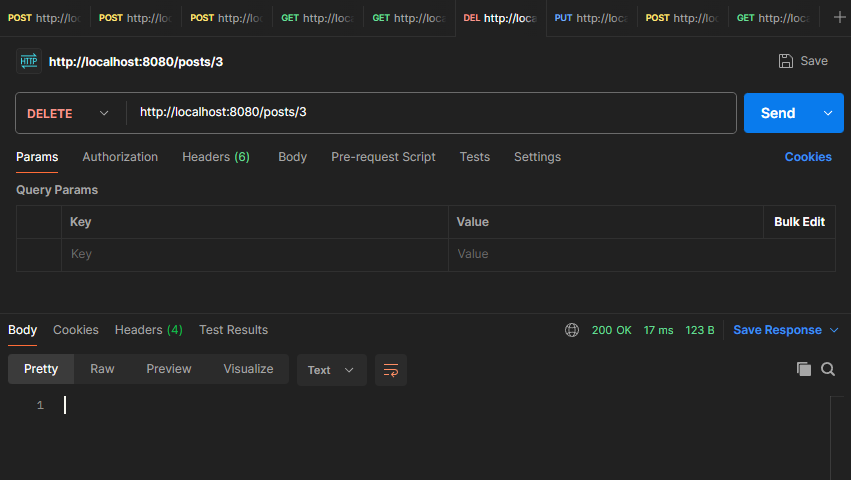 POST http://loc POST http://loc POST http://loc GET http://loca GET http://loca DEL http://loca PUT http://loca POST http://loc GET http://loca
HTTP http://localhost:8080/posts/3 Save
DELETE http://localhost:8080/posts/3 Send
Params Authorization Headers (6) Body Pre-request Script Tests Settings Cookies
Query Params
Key Value Bulk Edit
Key Value
Body Cookies Headers (4) Test Results 200 OK 17 ms 123 B Save Response
Pretty Raw Preview Visualize Text
1